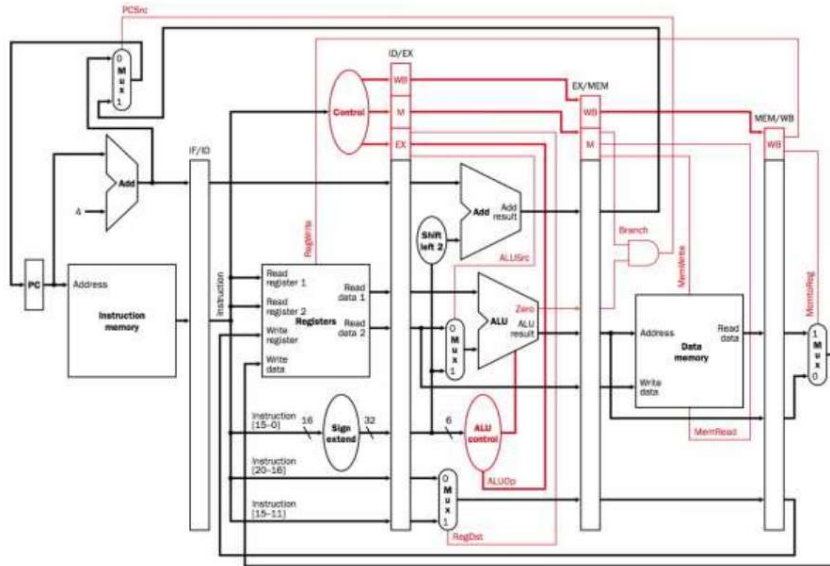 PCSrc
ID/EX
0
M
u
x
1
WB
EX/MEM
Control
M
WB
MEM/WB
IF/ID
EX
M
WB
Add
4
Add
Add
result
Branch
Shift
left 2
RegWrite
ALUSrc
MemWrite
PC
Address
Instruction
memory
Instruction
Read
register 1
Read
data 1
Read
register 2
Registers
Write
register
Read
data 2
Write
data
0
M
u
x
1
Zero
ALU
ALU
result
Address
Read
data
Data
memory
Write
data
MemtoReg
1
M
u
x
0
Instruction
[15–0]
16
Sign
extend
32
6
ALU
control
MemRead
Instruction
[20–16]
0
M
u
x
1
ALUOp
Instruction
[15–11]
RegDst